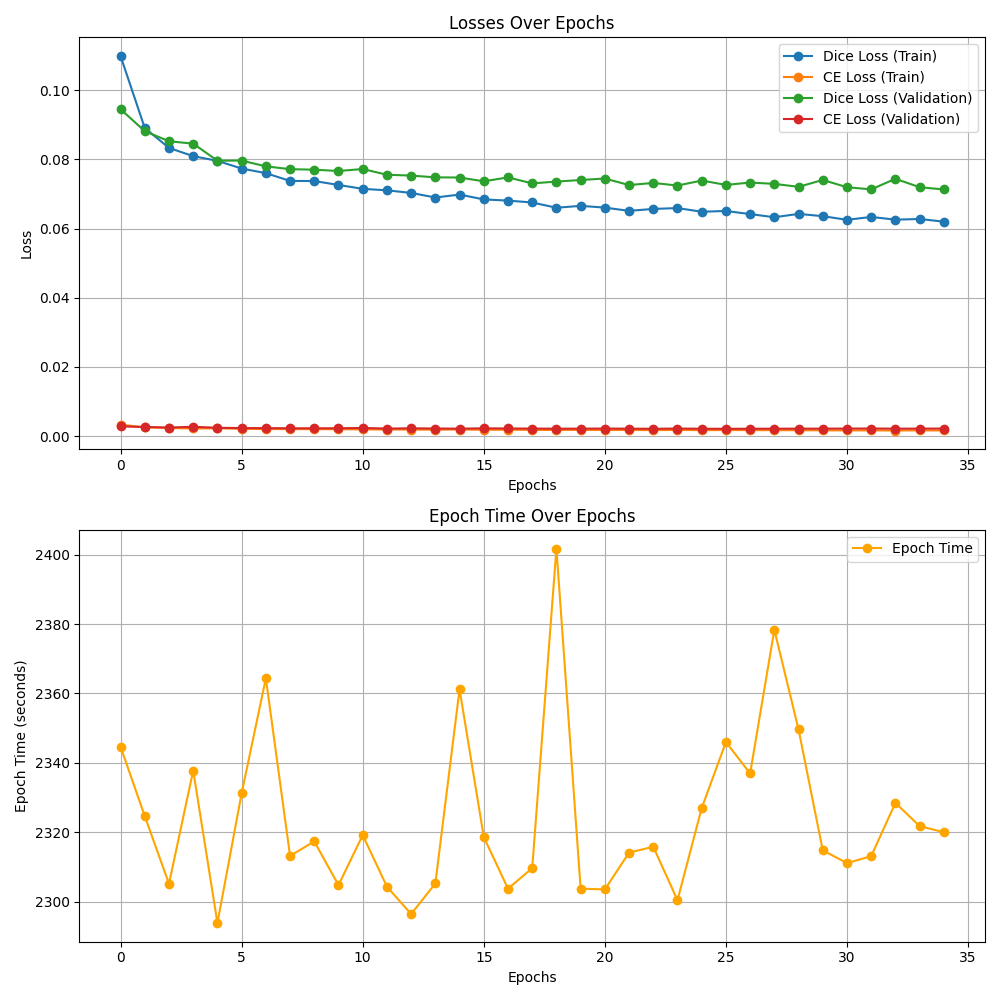 Losses Over Epochs
Dice Loss (Train)
CE Loss (Train)
Dice Loss (Validation)
CE Loss (Validation)
0.10
0.08
0.06
0.04
0.02
0.00
Loss
0 5 10 15 20 25 30 35
Epochs
Epoch Time Over Epochs
Epoch Time
2400
2380
2360
2340
2320
2300
Epoch Time (seconds)
0 5 10 15 20 25 30 35
Epochs